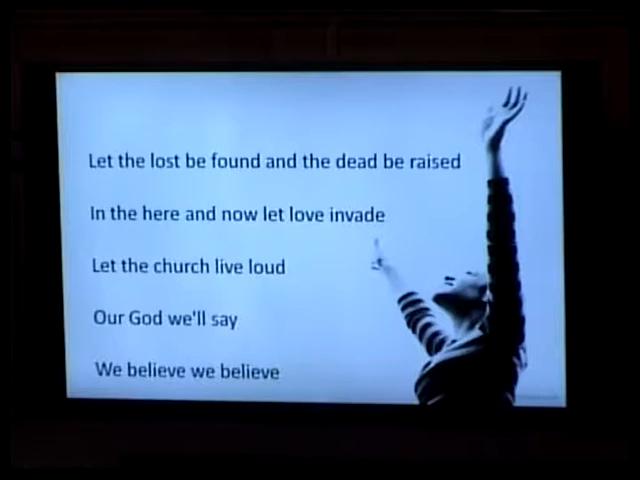 Let the lost be found and the dead be raised
In the here and now let love invade
Let the church live loud
Our God we'll say
We believe we believe